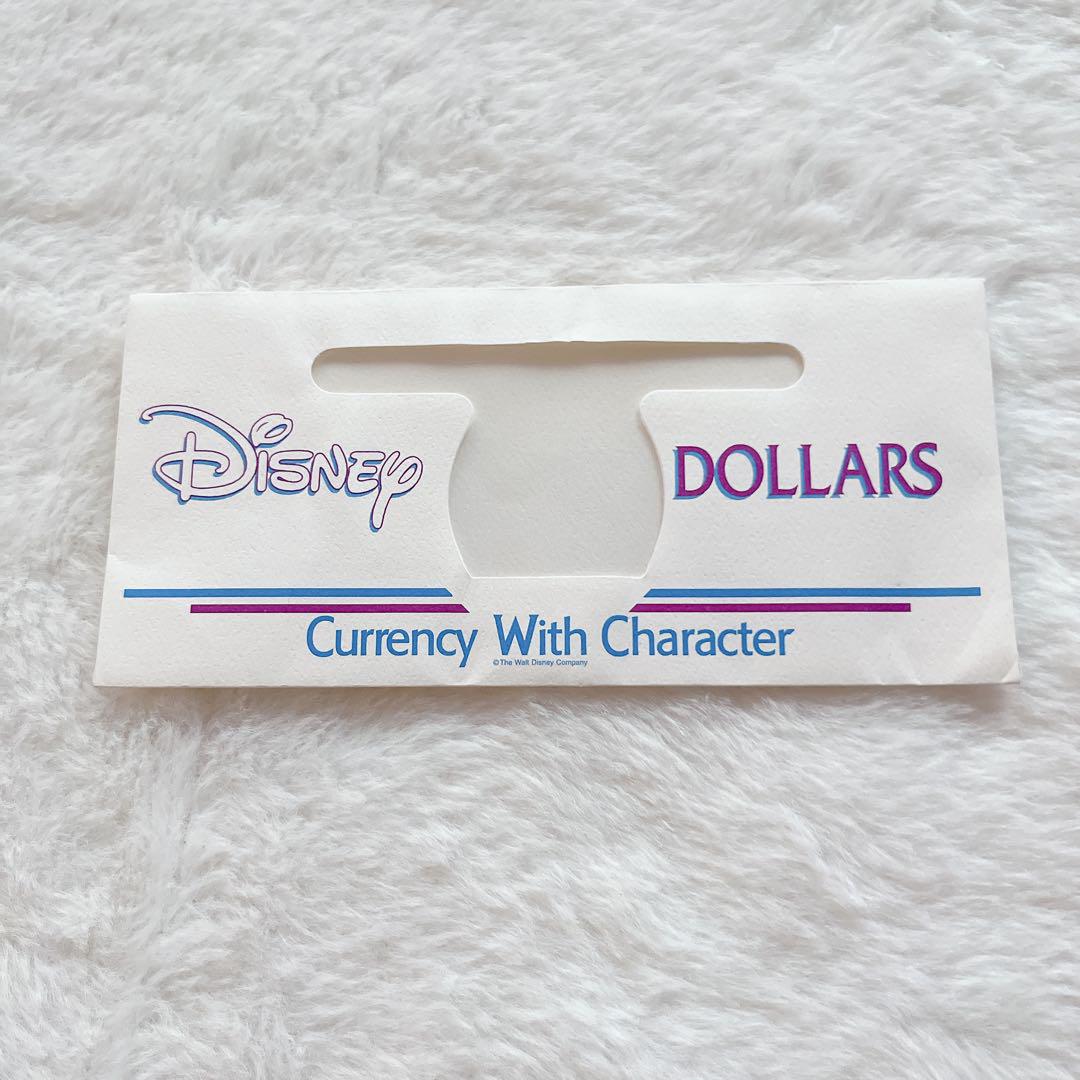 Disney DOLLARS
Currency With Character
©The Walt Disney Company